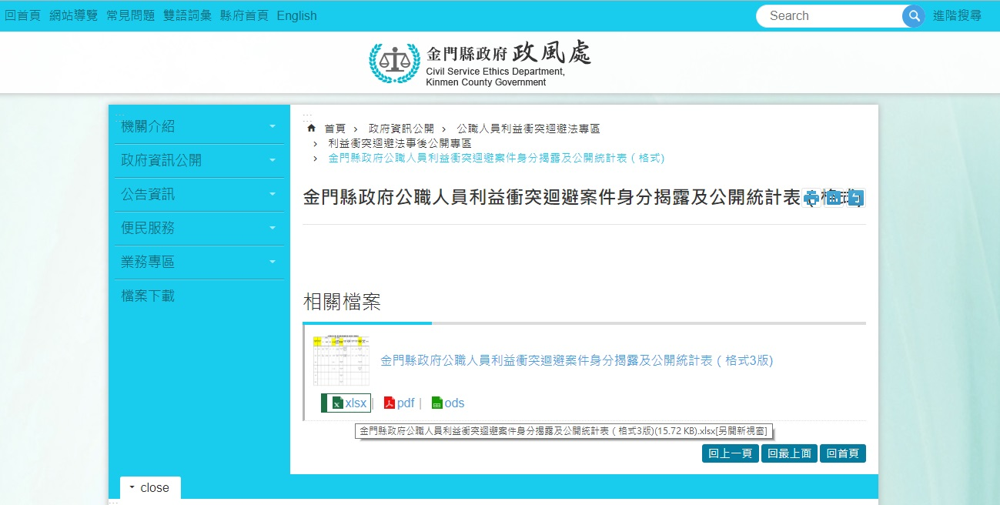 回首頁 網站導覽 常見問題 雙語詞彙 縣府首頁 English
Search
進階搜尋
金門縣政府 政風處
Civil Service Ethics Department,
Kinmen County Government
機關介紹
政府資訊公開
公告資訊
便民服務
業務專區
檔案下載
:::
首頁 › 政府資訊公開 › 公職人員利益衝突迴避法專區
› 利益衝突迴避法事後公開專區
› 金門縣政府公職人員利益衝突迴避案件身分揭露及公開統計表（格式)
金門縣政府公職人員利益衝突迴避案件身分揭露及公開統計表（格式)
相關檔案
金門縣政府公職人員利益衝突迴避案件身分揭露及公開統計表（格式3版)
xlsx | pdf | ods
金門縣政府公職人員利益衝突迴避案件身分揭露及公開統計表（格式3版)(15.72 KB).xlsx[另開新視窗]
回上一頁 回最上面 回首頁
close